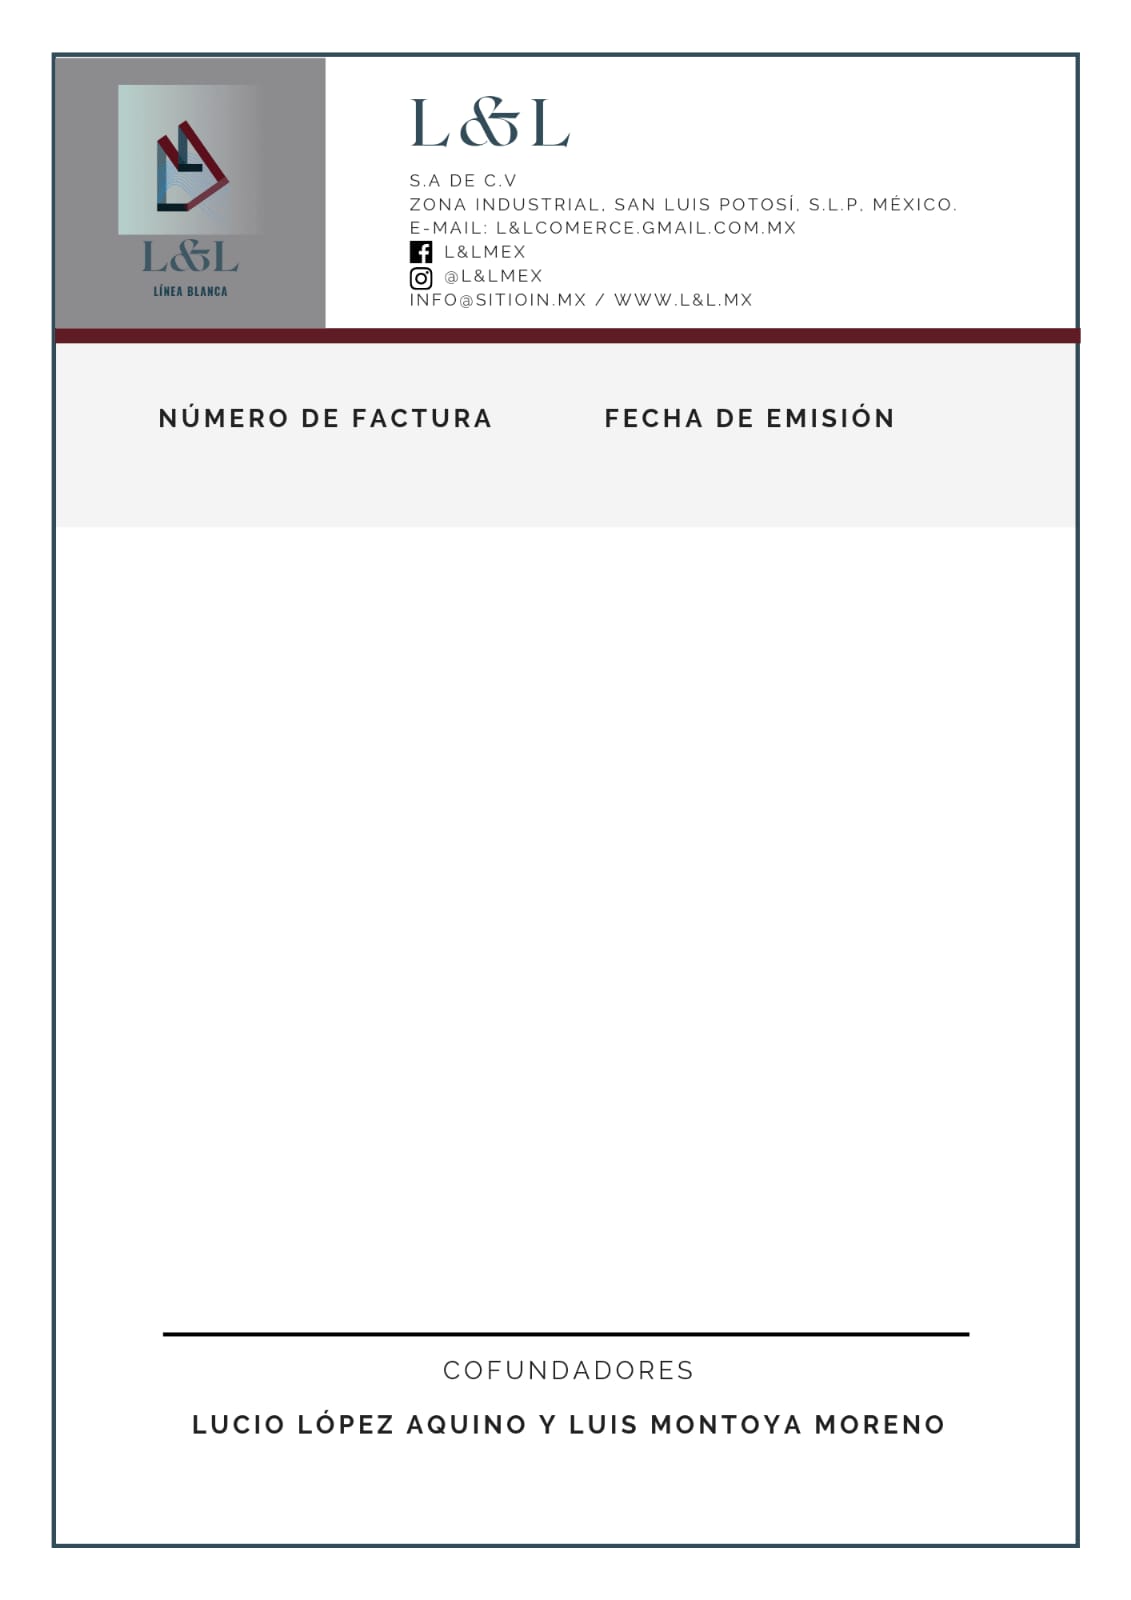 L&L
LÍNEA BLANCA
L&L
S.A DE C.V
ZONA INDUSTRIAL, SAN LUIS POTOSÍ, S.L.P, MÉXICO.
E-MAIL: L&LCOMERCE.GMAIL.COM.MX
L&LMEX
@L&LMEX
INFO@SITIOIN.MX / WWW.L&L.MX
NÚMERO DE FACTURA
FECHA DE EMISIÓN
COFUNDADORES
LUCIO LÓPEZ AQUINO Y LUIS MONTOYA MORENO